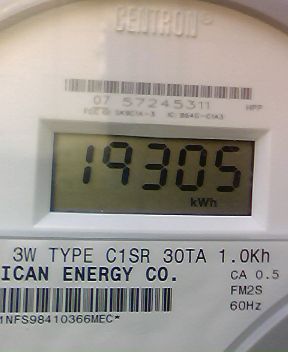 CENTRON®
07 57245311 HPP
19305
kWh
3W TYPE C1SR 30TA 1.0Kh
ICAN ENERGY CO.
CA 0.5
FM2S
60Hz
1NFS98410366MEC*